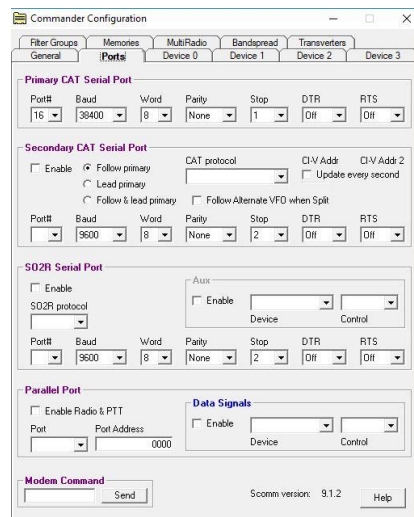 Commander Configuration
Filter Groups Memories MultiRadio Bandspread Transverters
General Ports Device 0 Device 1 Device 2 Device 3
Primary CAT Serial Port
Port# Baud Word Parity Stop DTR RTS
16 38400 8 None 1 Off Off
Secondary CAT Serial Port
Enable Follow primary CAT protocol CI-V Addr CI-V Addr 2
Update every second
Lead primary
Follow & lead primary Follow Alternate VFO when Split
Port# Baud Word Parity Stop DTR RTS
9600 8 None 2 Off Off
SO2R Serial Port
Enable Aux
Enable
SO2R protocol
Device Control
Port# Baud Word Parity Stop DTR RTS
9600 8 None 2 Off Off
Parallel Port
Enable Radio & PTT Data Signals
Enable
Port Port Address
0000 Device Control
Modem Command
Send Scomm version: 9.1.2 Help